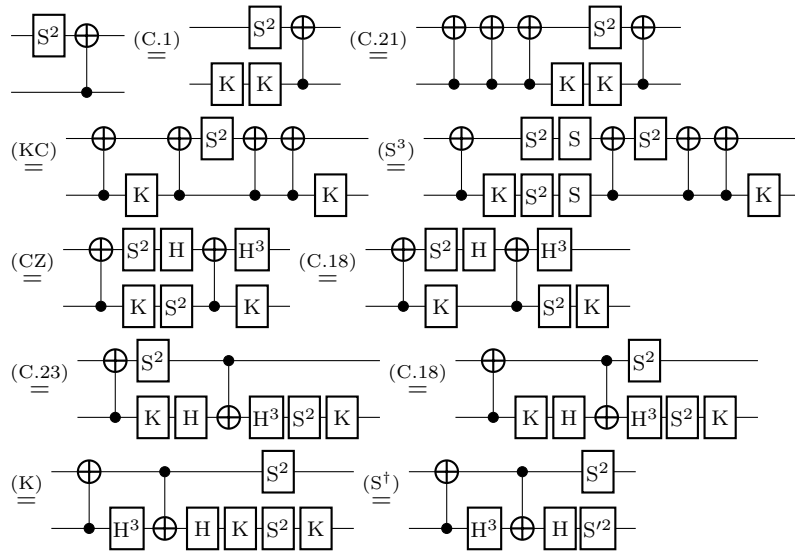 S² (C.1) = S² K K (C.21) = S² K K
(KC) = S² K K (S³) = S² S S² K S² S K
(CZ) = S² H H³ K S² K (C.18) = S² H H³ K S² K
(C.23) = S² K H H³ S² K (C.18) = S² K H H³ S² K
(K) = S² H³ H K S² K (S†) = S² H³ H S′²